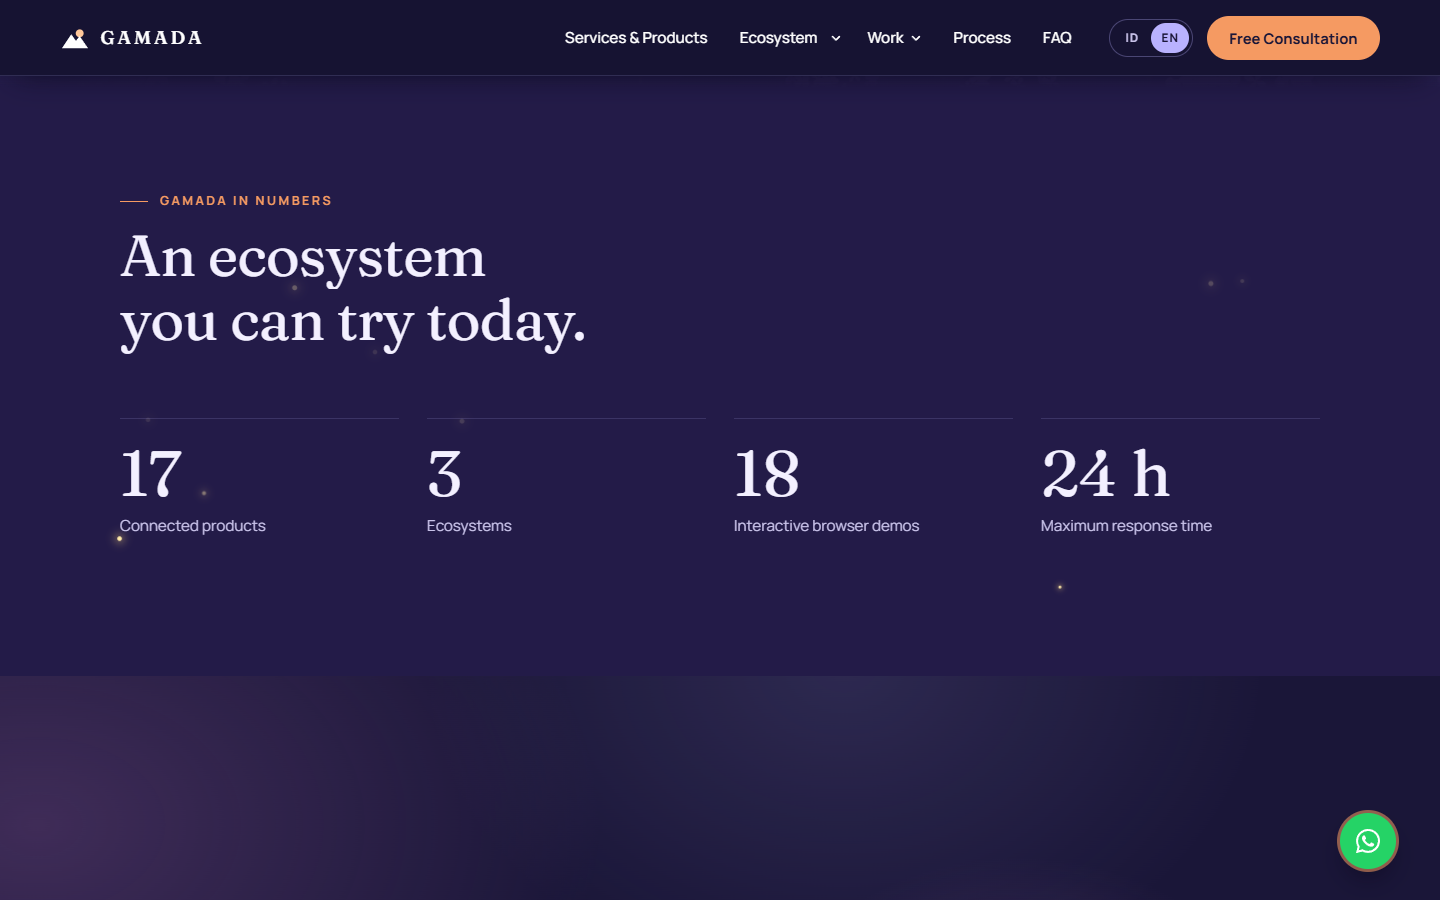 GAMADA
Services & Products
Ecosystem
Work
Process
FAQ
ID
EN
Free Consultation
GAMADA IN NUMBERS
An ecosystem
you can try today.
17
Connected products
3
Ecosystems
18
Interactive browser demos
24 h
Maximum response time